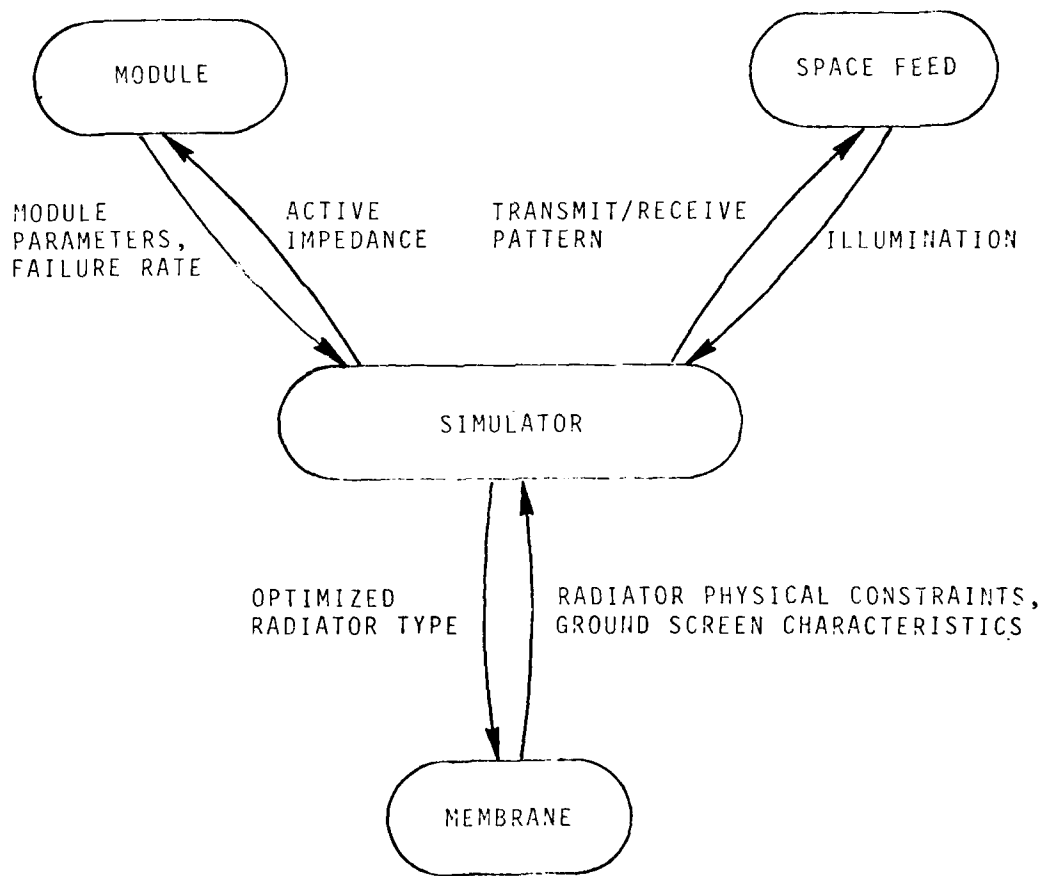 MODULE
SPACE FEED
MODULE
PARAMETERS,
FAILURE RATE
ACTIVE
IMPEDANCE
TRANSMIT/RECEIVE
PATTERN
ILLUMINATION
SIMULATOR
OPTIMIZED
RADIATOR TYPE
RADIATOR PHYSICAL CONSTRAINTS,
GROUND SCREEN CHARACTERISTICS
MEMBRANE